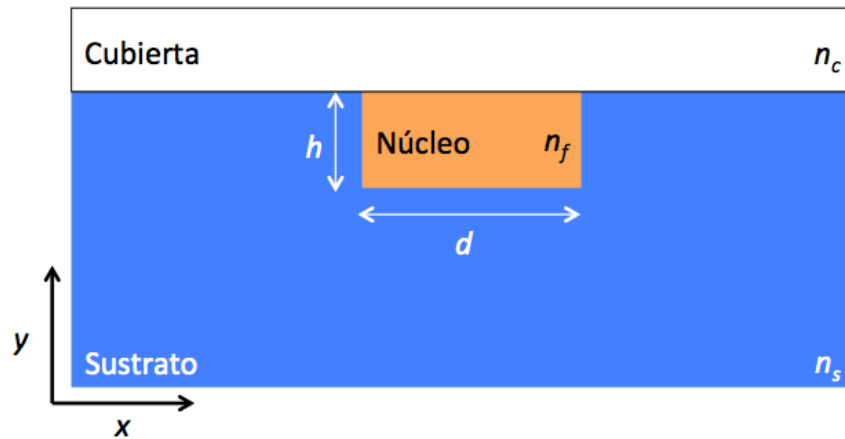 Cubierta n_c
h Núcleo n_f
d
y
Sustrato n_s
x